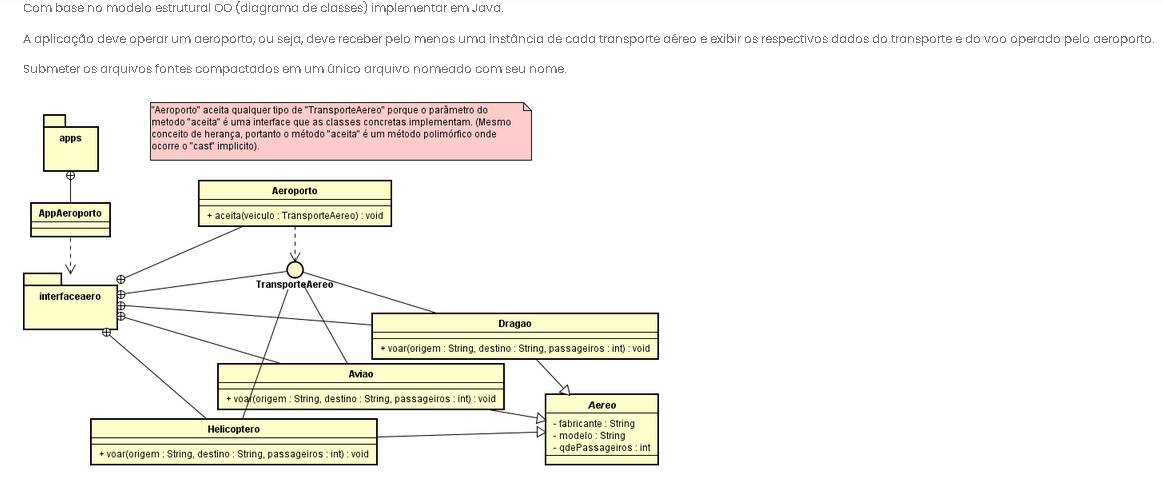 Com base no modelo estrutural OO (diagrama de classes) implementar em Java.
A aplicação deve operar um aeroporto, ou seja, deve receber pelo menos uma instância de cada transporte aéreo e exibir os respectivos dados do transporte e do voo operado pelo aeroporto.
Submeter os arquivos fontes compactados em um único arquivo nomeado com seu nome.
"Aeroporto" aceita qualquer tipo de "TransporteAereo" porque o parâmetro do
metodo "aceita" é uma interface que as classes concretas implementam. (Mesmo
conceito de herança, portanto o método "aceita" é um método polimórfico onde
ocorre o "cast" implicito).
apps
Aeroporto
+ aceita(veiculo : TransporteAereo) : void
AppAeroporto
TransporteAereo
interfaceaero
Dragao
+ voar(origem : String, destino : String, passageiros : int) : void
Aviao
+ voar(origem : String, destino : String, passageiros : int) : void
Aereo
- fabricante : String
- modelo : String
- qdePassageiros : int
Helicoptero
+ voar(origem : String, destino : String, passageiros : int) : void